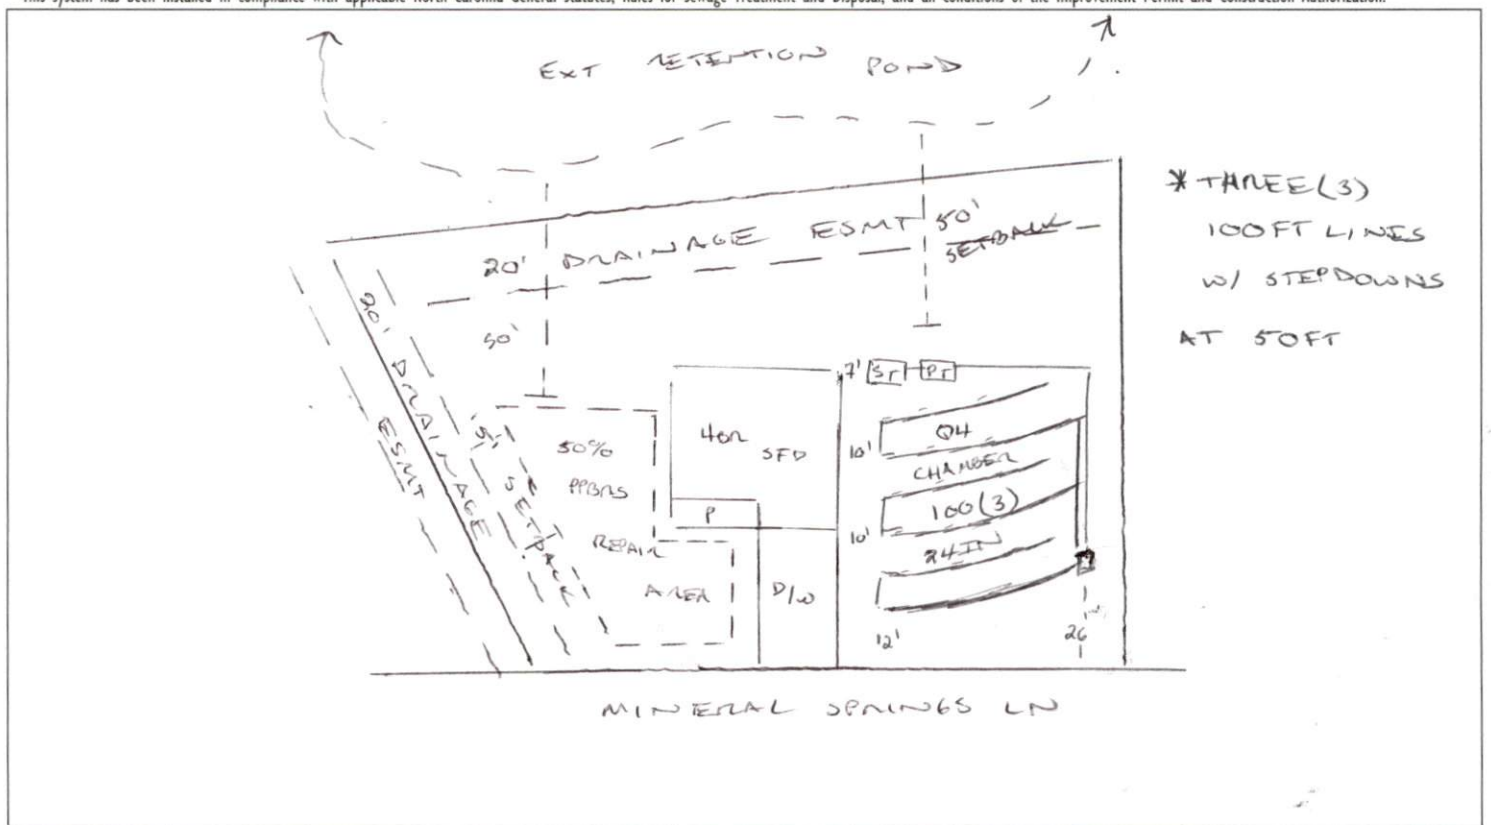 This system has been installed in compliance with applicable North Carolina General Statutes, Rules for Sewage Treatment and Disposal, and all conditions of the Improvement Permit and Construction Authorization.
EXT RETENTION POND
* THREE (3)
100FT LINES
W/ STEPDOWNS
AT 50FT
20' DRAINAGE ESMT
50'
SETBACK
50'
20' DRAINAGE
ESMT
5' SETBACK
50%
PPBRS
REPAIR
AREA
4BR SFD
P
D/W
7' ST PT
10' Q4
CHAMBER
100(3)
10' 24IN
12' 26'
MINERAL SPRINGS LN